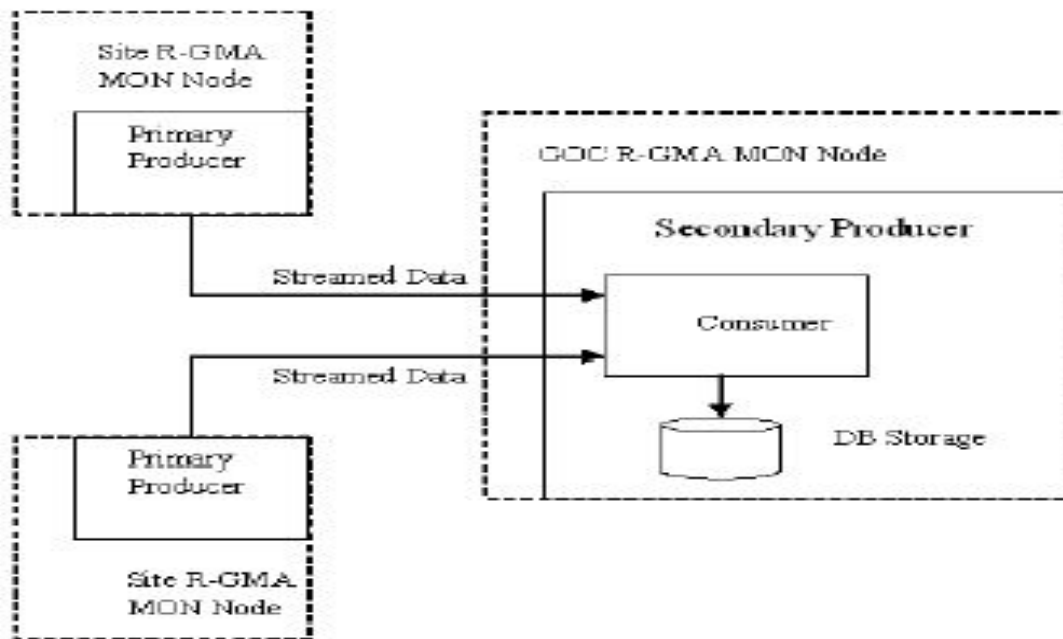 Site R-GMA
MON Node
Primary
Producer
GOC R-GMA MON Node
Secondary Producer
Streamed Data
Consumer
Streamed Data
DB Storage
Primary
Producer
Site R-GMA
MON Node